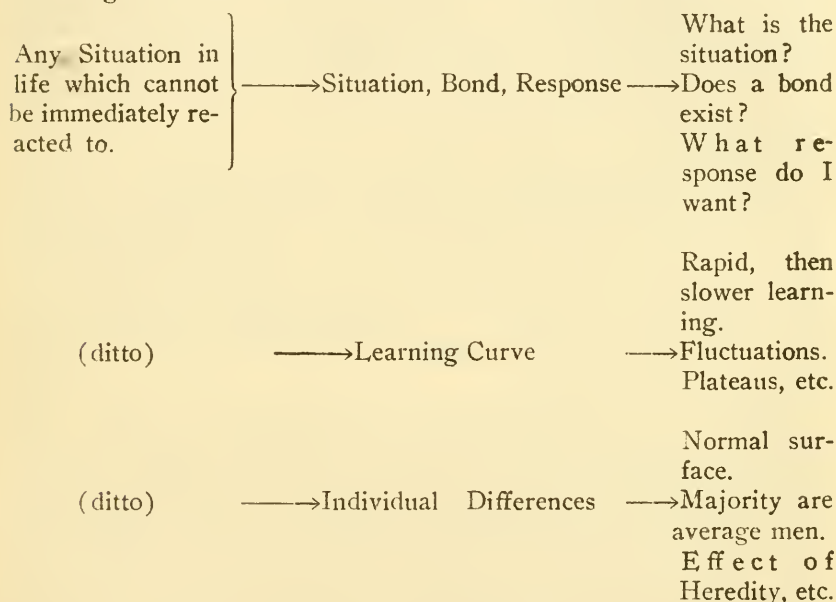 Any Situation in
life which cannot
be immediately re-
acted to.
Situation, Bond, Response
What is the
situation?
Does a bond
exist?
What re-
sponse do I
want?
(ditto)
Learning Curve
Rapid, then
slower learn-
ing.
Fluctuations.
Plateaus, etc.
(ditto)
Individual Differences
Normal sur-
face.
Majority are
average men.
Effect of
Heredity, etc.